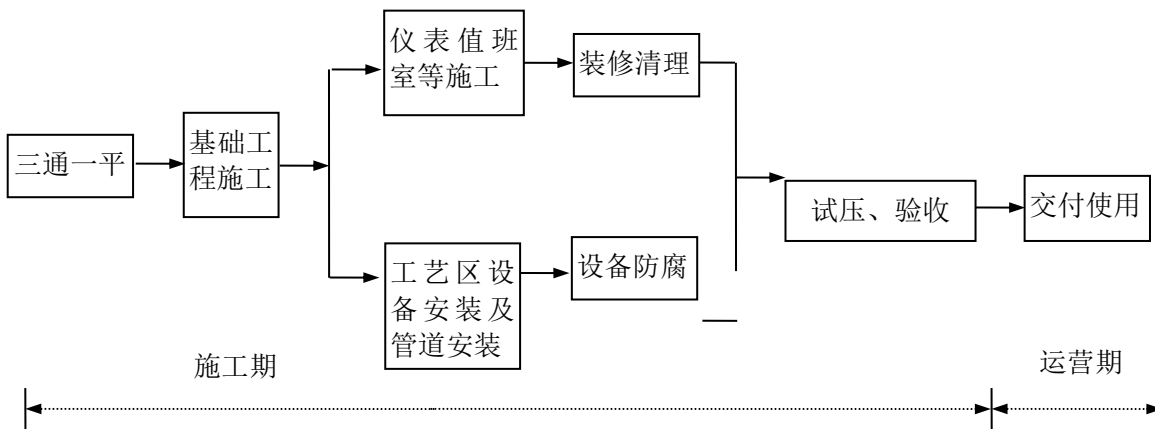 三通一平
基础工
程施工
仪表值班
室等施工
装修清理
工艺区设
备安装及
管道安装
设备防腐
试压、验收
交付使用
施工期
运营期